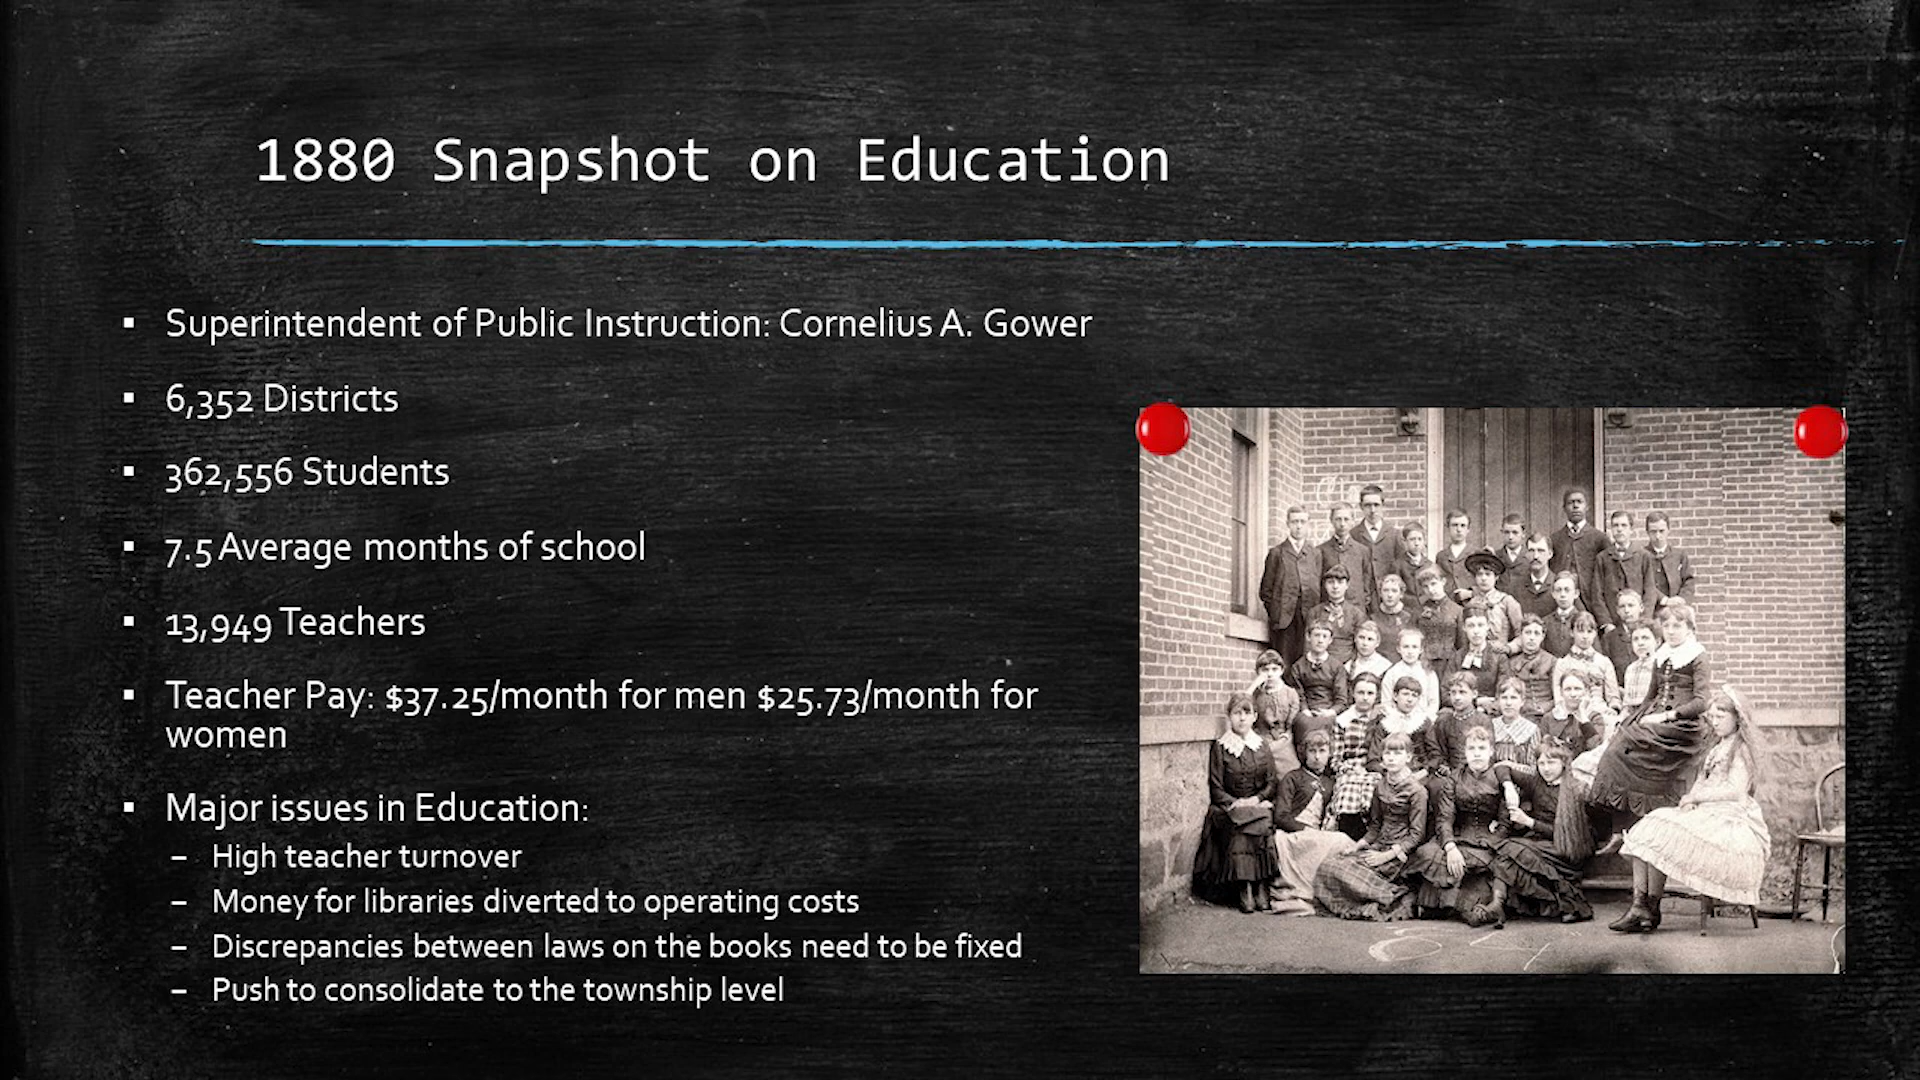 1880 Snapshot on Education
▪ Superintendent of Public Instruction: Cornelius A. Gower
▪ 6,352 Districts
▪ 362,556 Students
▪ 7.5 Average months of school
▪ 13,949 Teachers
▪ Teacher Pay: $37.25/month for men $25.73/month for
women
▪ Major issues in Education:
– High teacher turnover
– Money for libraries diverted to operating costs
– Discrepancies between laws on the books need to be fixed
– Push to consolidate to the township level